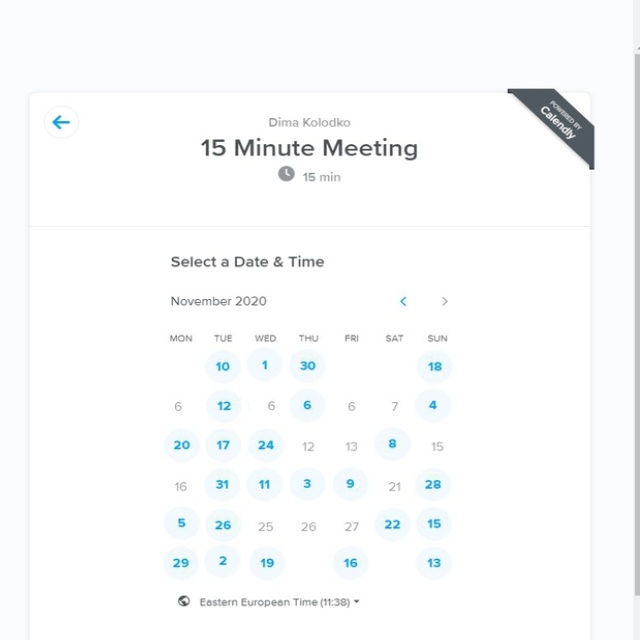 POWERED BY
Calendly
Dima Kolodko
15 Minute Meeting
15 min
Select a Date & Time
November 2020
MON TUE WED THU FRI SAT SUN
10 1 30 18
6 12 6 6 6 7 4
20 17 24 12 13 8 15
16 31 11 3 9 21 28
5 26 25 26 27 22 15
29 2 19 16 13
Eastern European Time (11:38)